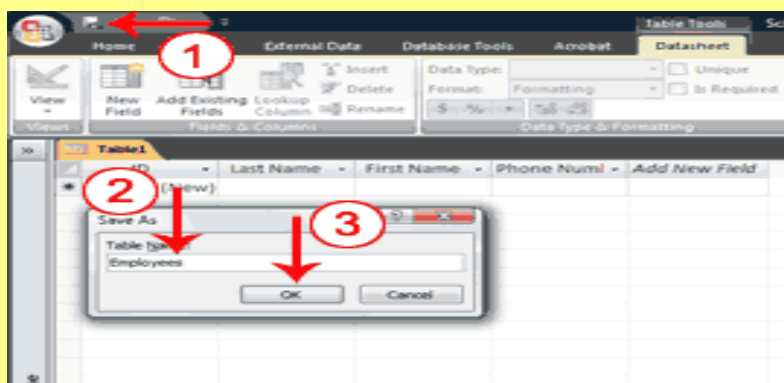 Table Tools
1
Home External Data Database Tools Acrobat Datasheet
View New Field Add Existing Fields Lookup Column Insert Delete Rename Data Type: Format: Formatting Unique Is Required
$ %
Views Fields & Columns Data Type & Formatting
Table1
ID Last Name First Name Phone Numl Add New Field
(New)
2
3
Save As
Table
Employees
OK Cancel